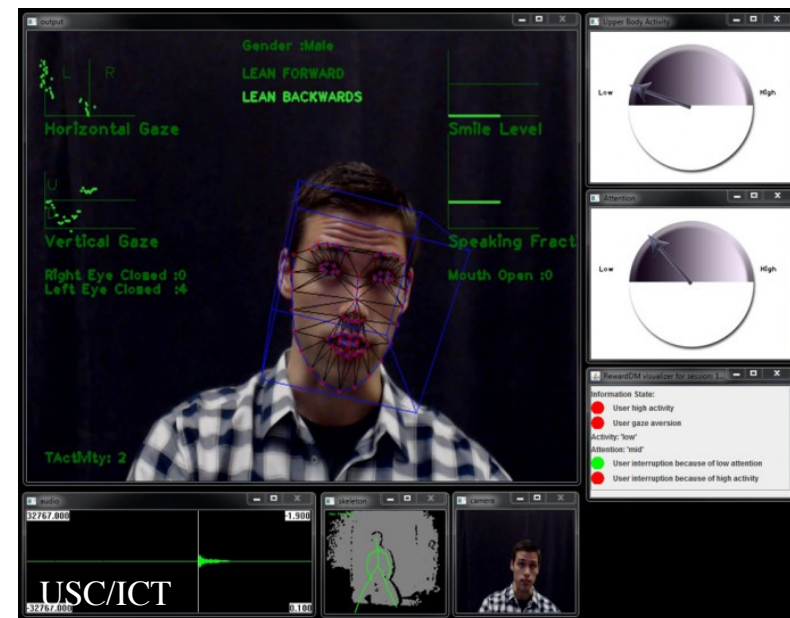 output
Gender :Male
LEAN FORWARD
LEAN BACKWARDS
L R
Horizontal Gaze
Smile Level
U
Vertical Gaze
Speaking Fract
Right Eye Closed :0
Left Eye Closed :4
Mouth Open :0
TActMty: 2
Upper Body Activity
Low High
Attention
Low High
RewardDM visualizer for session: 1...
Information State:
User high activity
User gaze aversion
Activity: 'low'
Attention: 'mid'
User interruption because of low attention
User interruption because of high activity
audio
32767.000 -1.900
-32767.000 0.100
USC/ICT
skeleton
camera